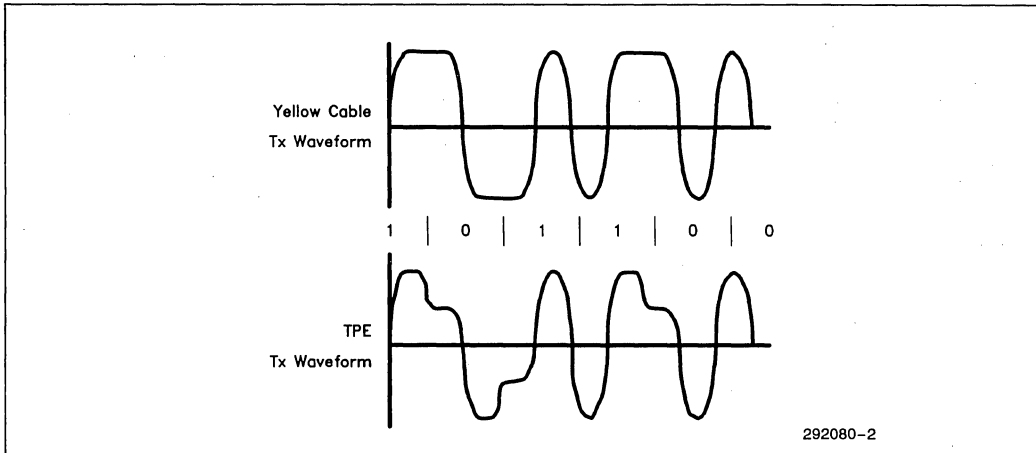 Yellow Cable
Tx Waveform
1 | 0 | 1 | 1 | 0 | 0
TPE
Tx Waveform
292080-2